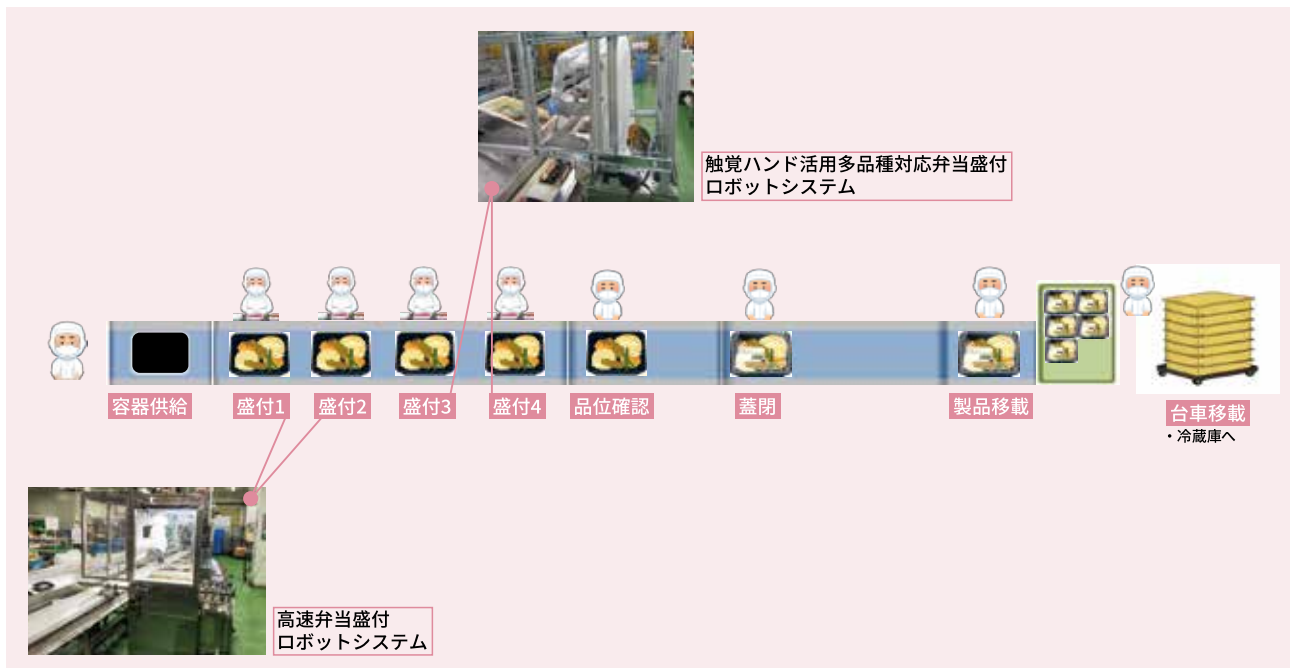 触覚ハンド活用多品種対応弁当盛付
ロボットシステム
容器供給
盛付1
盛付2
盛付3
盛付4
品位確認
蓋閉
製品移載
台車移載
・冷蔵庫へ
高速弁当盛付
ロボットシステム